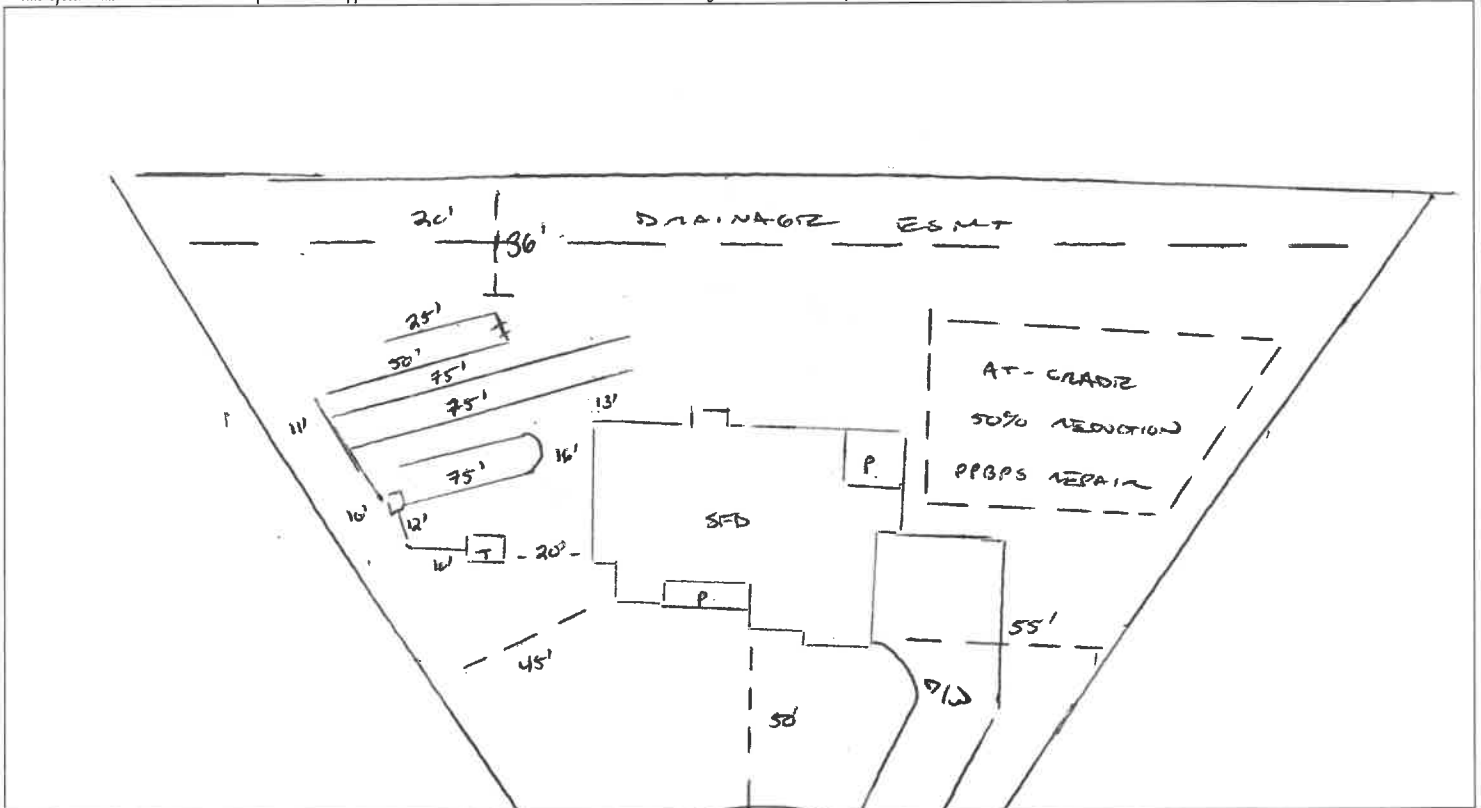 20'
DRAINAGE ESMT
36'
25'
50'
75'
75'
11'
13'
16'
75'
10'
12'
16'
T
- 20' -
P.
SFD
P.
AT-GRADE
50% REDUCTION
PPBPS REPAIR
45'
50'
55'
D/W